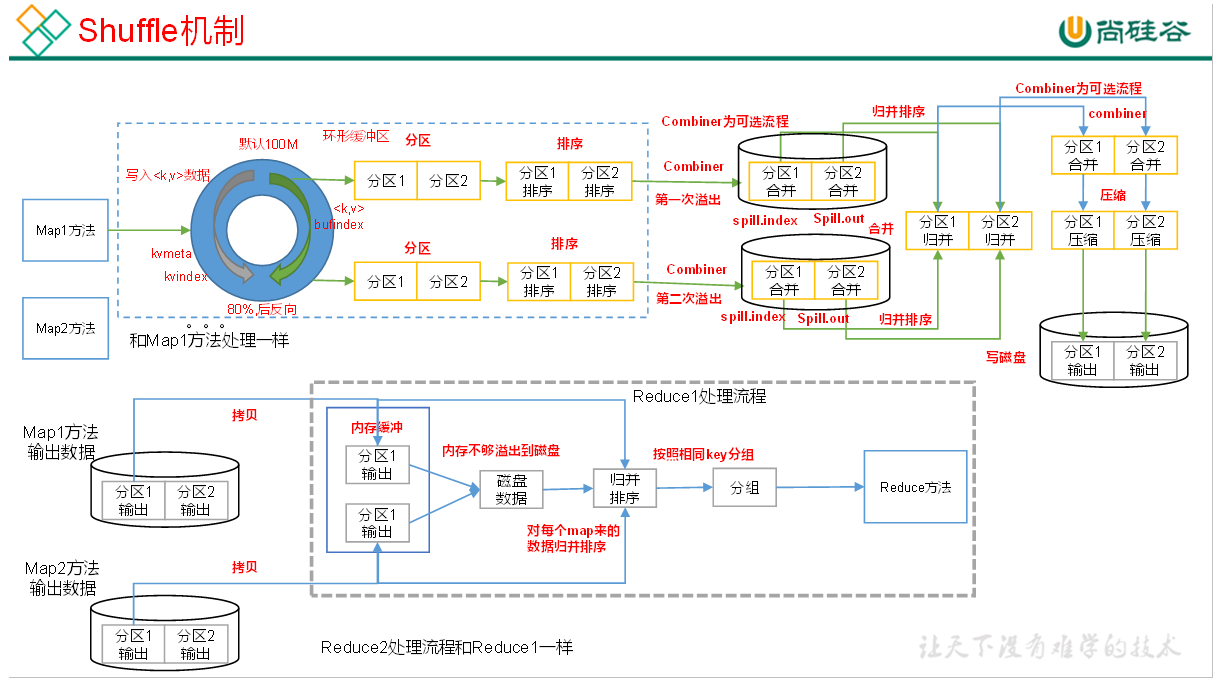 Shuffle机制
尚硅谷
Combiner为可选流程
归并排序
combiner
Combiner为可选流程
默认100M
环形缓冲区
分区
排序
写入<k,v>数据
分区1
分区2
分区1
排序
分区2
排序
Combiner
第一次溢出
分区1
合并
分区2
合并
spill.index
Spill.out
分区1
合并
分区2
合并
压缩
<k,v>
bufindex
Map1方法
kvmeta
kvindex
合并
分区1
归并
分区2
归并
分区1
压缩
分区2
压缩
分区
排序
分区1
分区2
分区1
排序
分区2
排序
Combiner
第二次溢出
分区1
合并
分区2
合并
spill.index
Spill.out
归并排序
80%,后反向
Map2方法
。。。
和Map1方法处理一样
写磁盘
分区1
输出
分区2
输出
Reduce1处理流程
拷贝
Map1方法
输出数据
分区1
输出
分区2
输出
内存缓冲
分区1
输出
分区1
输出
内存不够溢出到磁盘
磁盘
数据
归并
排序
按照相同key分组
分组
Reduce方法
对每个map来的
数据归并排序
拷贝
Map2方法
输出数据
分区1
输出
分区2
输出
Reduce2处理流程和Reduce1一样
让天下没有难学的技术